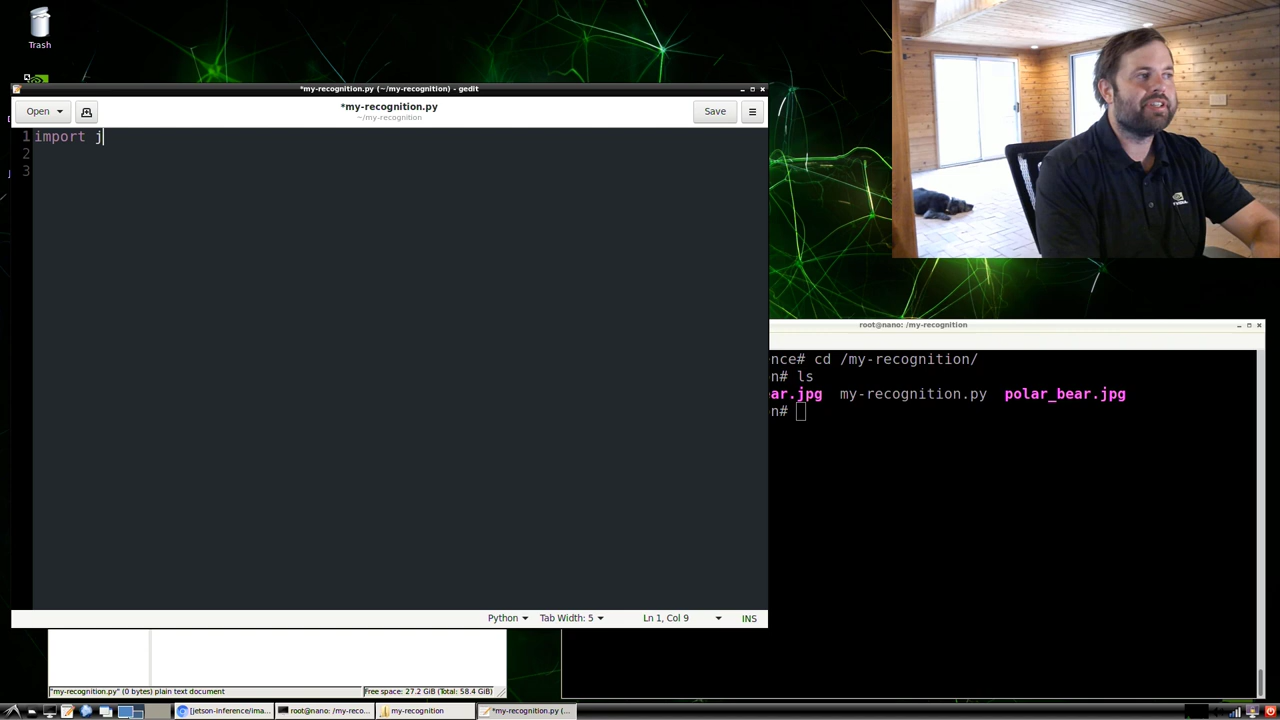 Trash
*my-recognition.py (~/my-recognition) - gedit
Open
*my-recognition.py
~/my-recognition
Save
1 import j
2
3
root@nano: /my-recognition
nce# cd /my-recognition/
n# ls
ar.jpg my-recognition.py polar_bear.jpg
n#
Python
Tab Width: 5
Ln 1, Col 9
INS
"my-recognition.py" (0 bytes) plain text document
Free space: 27.2 GiB (Total: 58.4 GiB)
[jetson-inference/ima...
root@nano: /my-reco...
my-recognition
*my-recognition.py (...